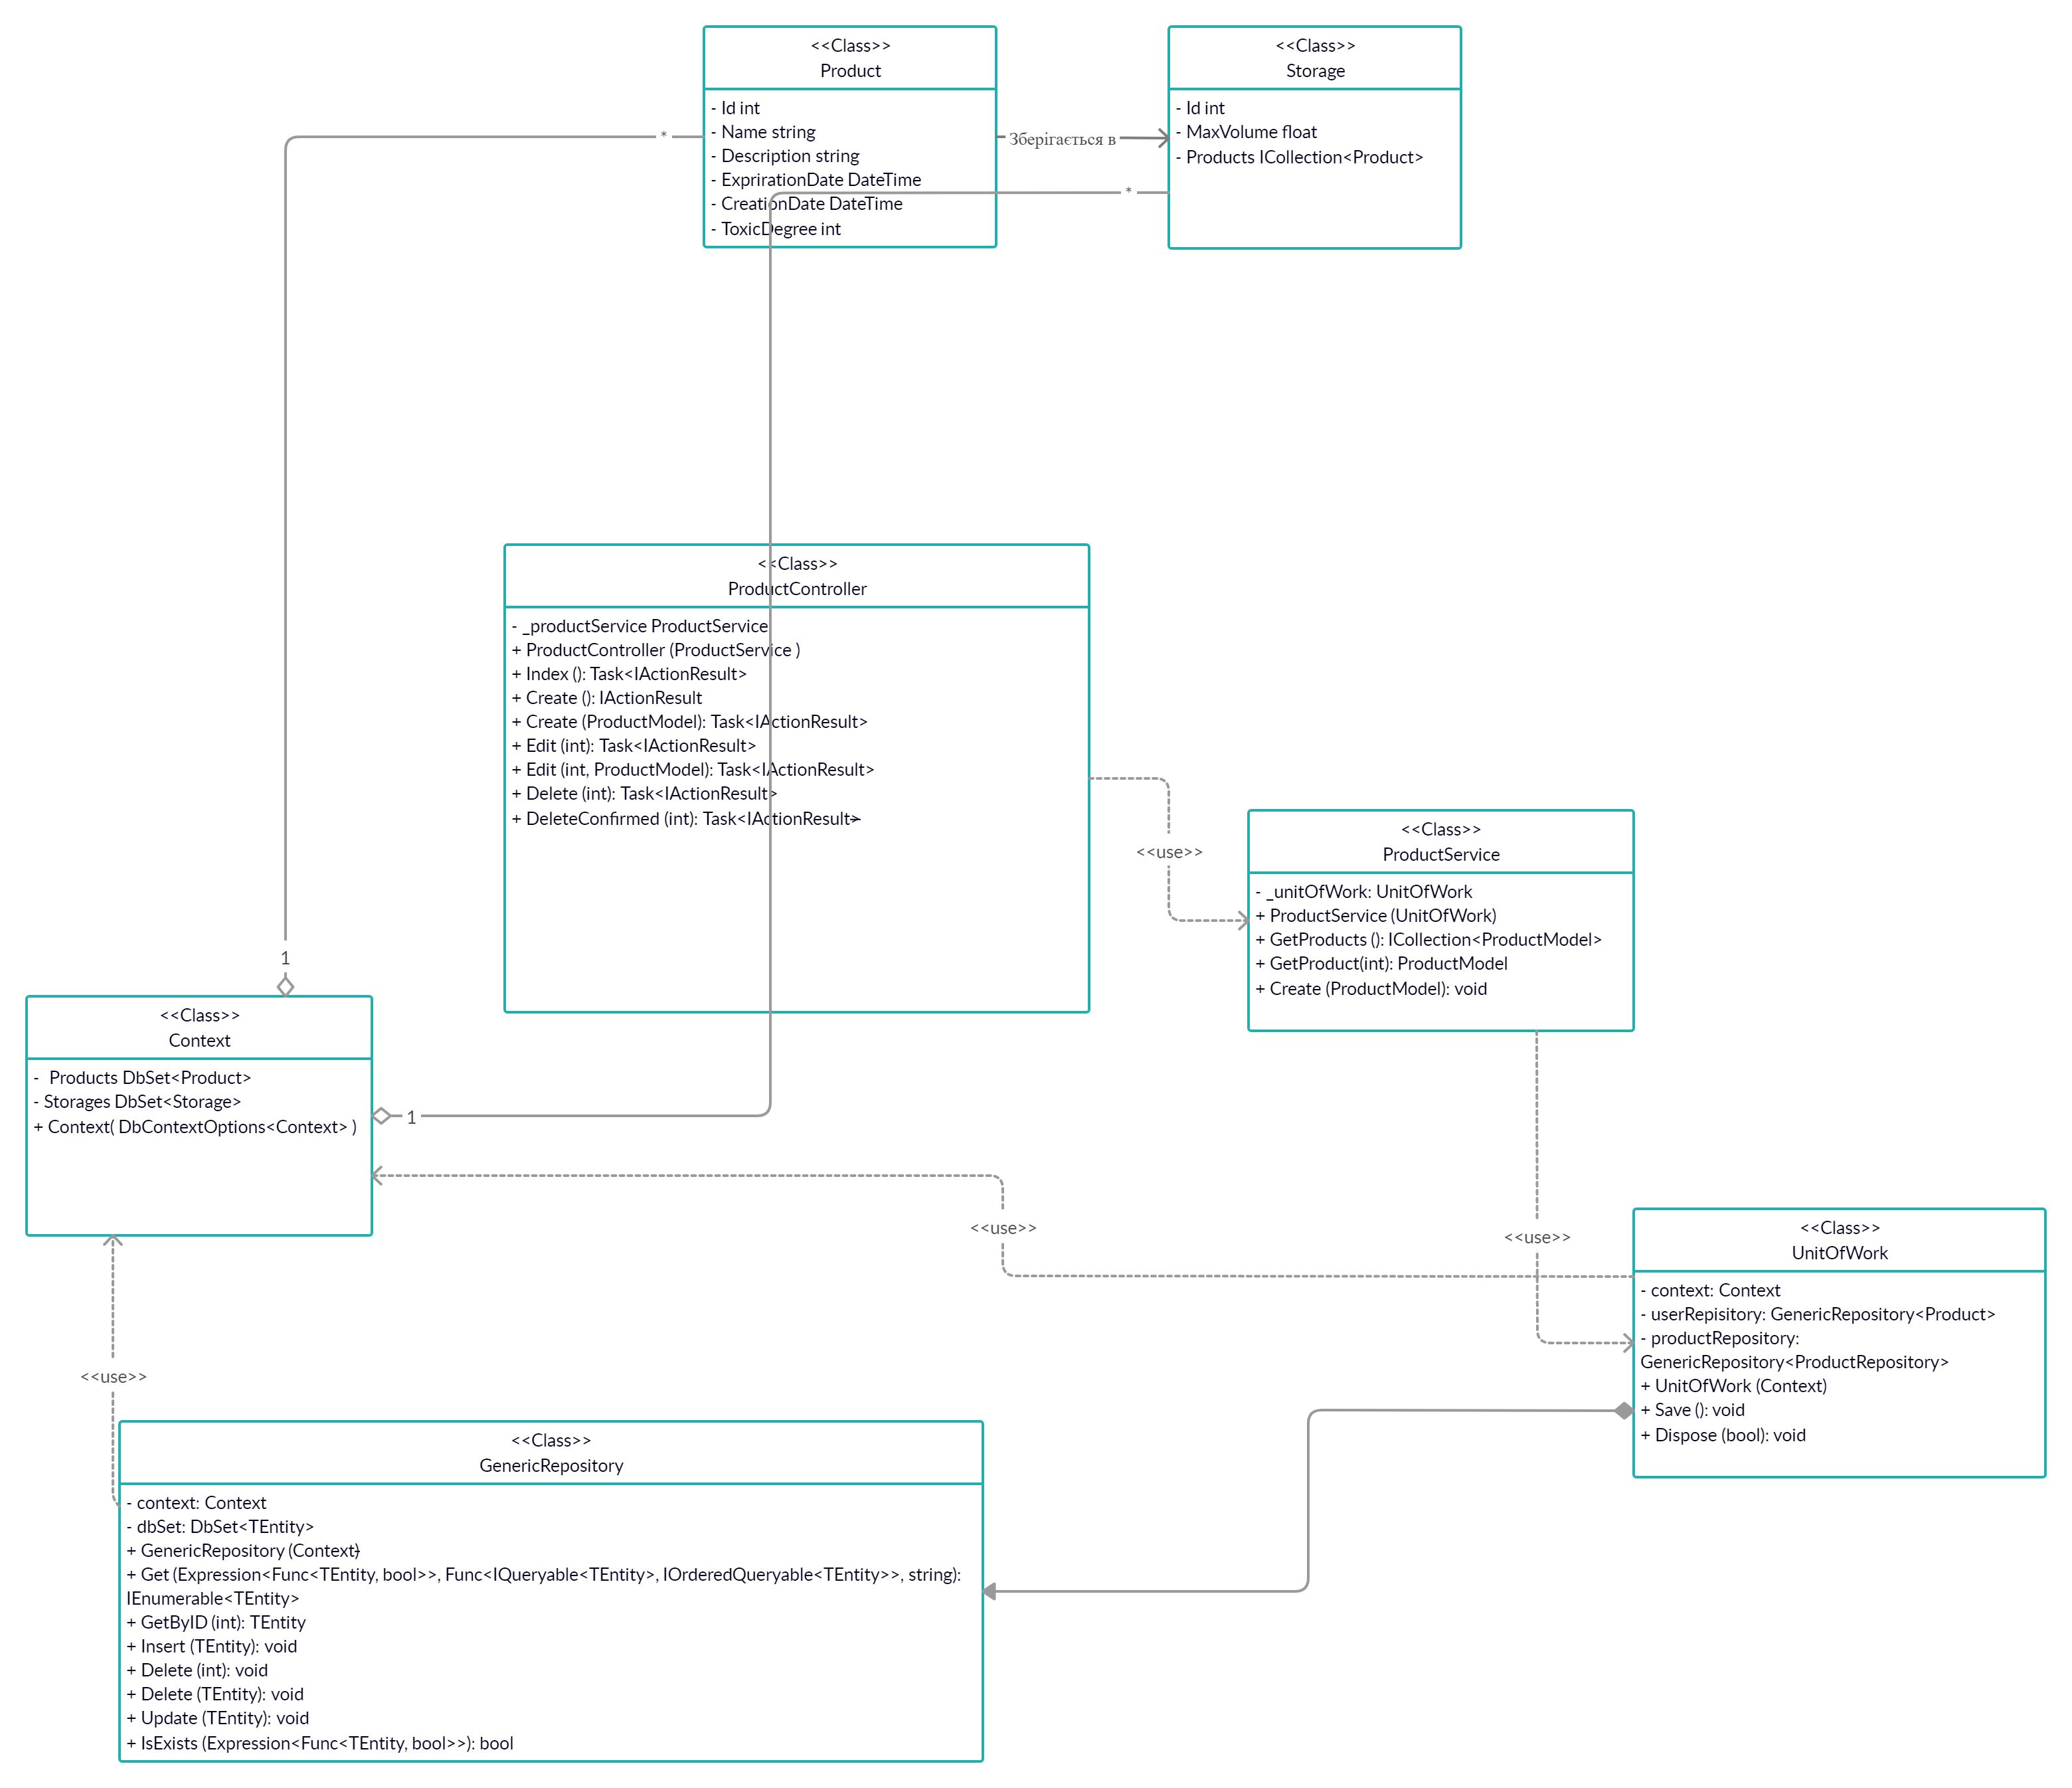 <<Class>>
Product
- Id int
- Name string
- Description string
- ExprirationDate DateTime
- CreationDate DateTime
- ToxicDegree int
<<Class>>
Storage
- Id int
- MaxVolume float
- Products ICollection<Product>
*
Зберігається в
*
<<Class>>
ProductController
- _productService ProductService
+ ProductController (ProductService )
+ Index (): Task<IActionResult>
+ Create (): IActionResult
+ Create (ProductModel): Task<IActionResult>
+ Edit (int): Task<IActionResult>
+ Edit (int, ProductModel): Task<IActionResult>
+ Delete (int): Task<IActionResult>
+ DeleteConfirmed (int): Task<IActionResult>
<<use>>
<<Class>>
ProductService
- _unitOfWork: UnitOfWork
+ ProductService (UnitOfWork)
+ GetProducts (): ICollection<ProductModel>
+ GetProduct(int): ProductModel
+ Create (ProductModel): void
1
<<Class>>
Context
- Products DbSet<Product>
- Storages DbSet<Storage>
+ Context( DbContextOptions<Context> )
1
<<use>>
<<use>>
<<Class>>
UnitOfWork
- context: Context
- userRepisitory: GenericRepository<Product>
- productRepository:
GenericRepository<ProductRepository>
+ UnitOfWork (Context)
+ Save (): void
+ Dispose (bool): void
<<use>>
<<Class>>
GenericRepository
- context: Context
- dbSet: DbSet<TEntity>
+ GenericRepository (Context)
+ Get (Expression<Func<TEntity, bool>>, Func<IQueryable<TEntity>, IOrderedQueryable<TEntity>>, string):
IEnumerable<TEntity>
+ GetByID (int): TEntity
+ Insert (TEntity): void
+ Delete (int): void
+ Delete (TEntity): void
+ Update (TEntity): void
+ IsExists (Expression<Func<TEntity, bool>>): bool